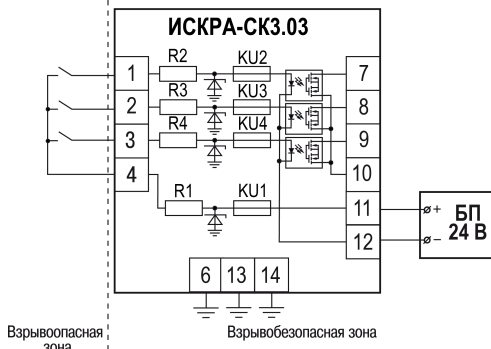 ИСКРА-СК3.03
R2 KU2
1 7
R3 KU3
2 8
R4 KU4
3 9
4 10
R1 KU1
11
12
+ БП
- 24 В
6 13 14
Взрывоопасная
зона
Взрывобезопасная зона